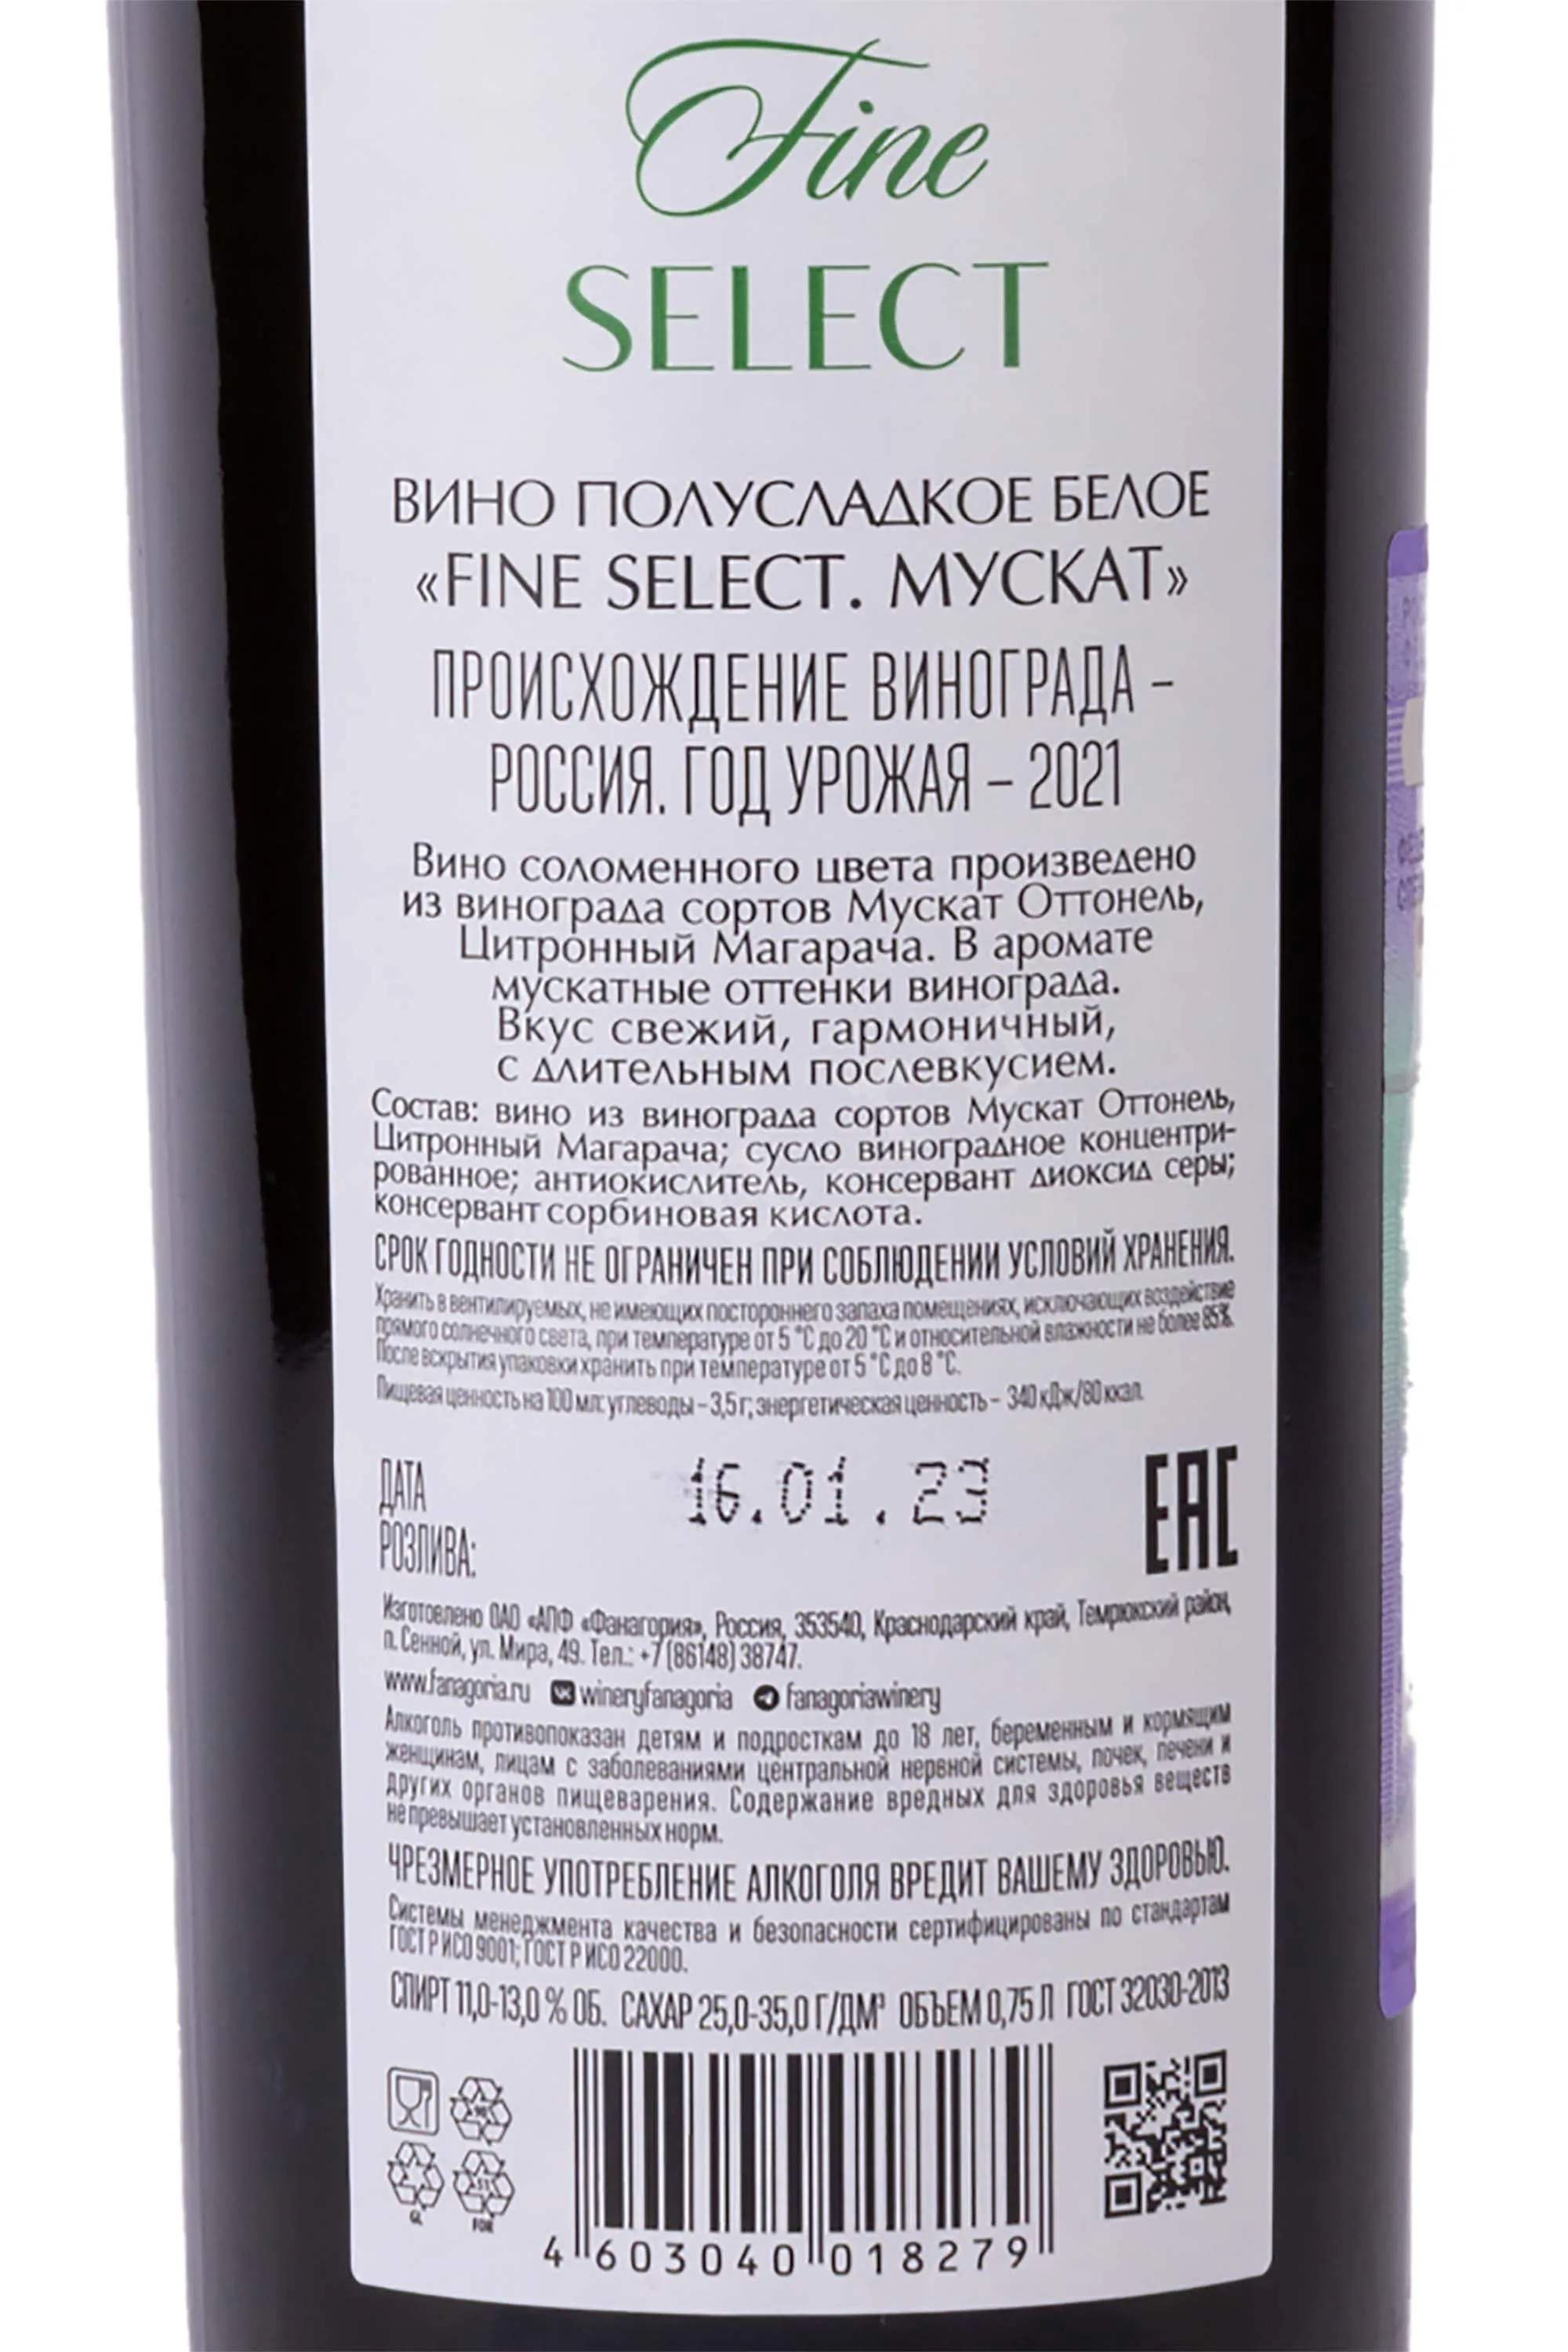 Fine
SELECT
ВИНО ПОЛУСЛАДКОЕ БЕЛОЕ
«FINE SELECT. МУСКАТ»
ПРОИСХОЖДЕНИЕ ВИНОГРАДА –
РОССИЯ. ГОД УРОЖАЯ – 2021
Вино соломенного цвета произведено
из винограда сортов Мускат Оттонель,
Цитронный Магарача. В аромате
мускатные оттенки винограда.
Вкус свежий, гармоничный,
с длительным послевкусием.
Состав: вино из винограда сортов Мускат Оттонель,
Цитронный Магарача; сусло виноградное концентри-
рованное; антиокислитель, консервант диоксид серы;
консервант сорбиновая кислота.
СРОК ГОДНОСТИ НЕ ОГРАНИЧЕН ПРИ СОБЛЮДЕНИИ УСЛОВИЙ ХРАНЕНИЯ.
Хранить в вентилируемых, не имеющих постороннего запаха помещениях, исключающих воздействие
прямого солнечного света, при температуре от 5 °С до 20 °С и относительной влажности не более 85%.
После вскрытия упаковки хранить при температуре от 5 °С до 8 °С.
Пищевая ценность на 100 мл: углеводы – 3,5 г; энергетическая ценность – 340 кДж/80 ккал.
ДАТА
РОЗЛИВА:
16.01.23
EAC
Изготовлено ОАО «АПФ «Фанагория», Россия, 353540, Краснодарский край, Темрюкский район,
п. Сенной, ул. Мира, 49. Тел.: +7 (86148) 38747.
www.fanagoria.ru wineryfanagoria fanagoriawinery
Алкоголь противопоказан детям и подросткам до 18 лет, беременным и кормящим
женщинам, лицам с заболеваниями центральной нервной системы, почек, печени и
других органов пищеварения. Содержание вредных для здоровья веществ
не превышает установленных норм.
ЧРЕЗМЕРНОЕ УПОТРЕБЛЕНИЕ АЛКОГОЛЯ ВРЕДИТ ВАШЕМУ ЗДОРОВЬЮ.
Системы менеджмента качества и безопасности сертифицированы по стандартам
ГОСТ Р ИСО 9001; ГОСТ Р ИСО 22000.
СПИРТ 11,0-13,0 % ОБ. САХАР 25,0-35,0 Г/ДМ³ ОБЪЕМ 0,75 Л ГОСТ 32030-2013
GL
51
FOR
4 603040 018279